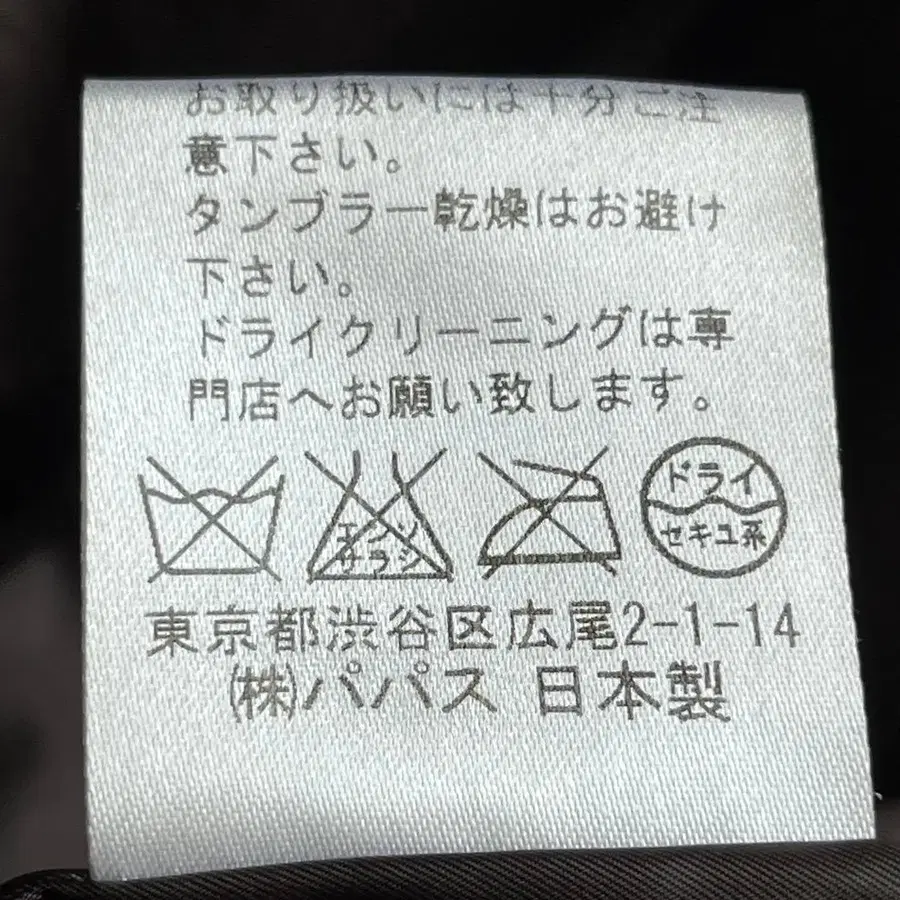 お取り扱いには十分ご注
意下さい。
タンブラー乾燥はお避け
下さい。
ドライクリーニングは専
門店へお願い致します。
エンソ
サラシ
ドライ
セキユ系
東京都渋谷区広尾2-1-14
㈱パパス 日本製